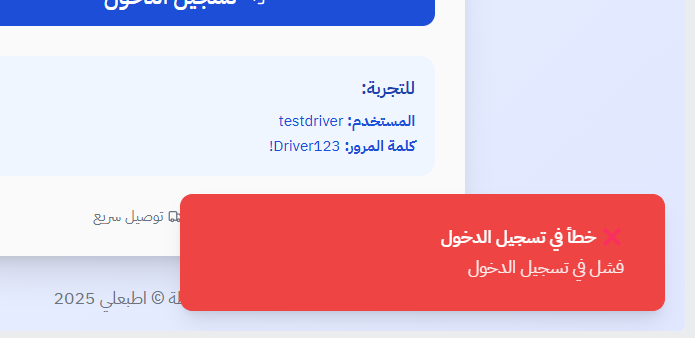 تسجيل الدخول
للتجربة:
المستخدم: testdriver
كلمة المرور: Driver123!
توصيل سريع
❌ خطأ في تسجيل الدخول
فشل في تسجيل الدخول
© اطبعلي 2025